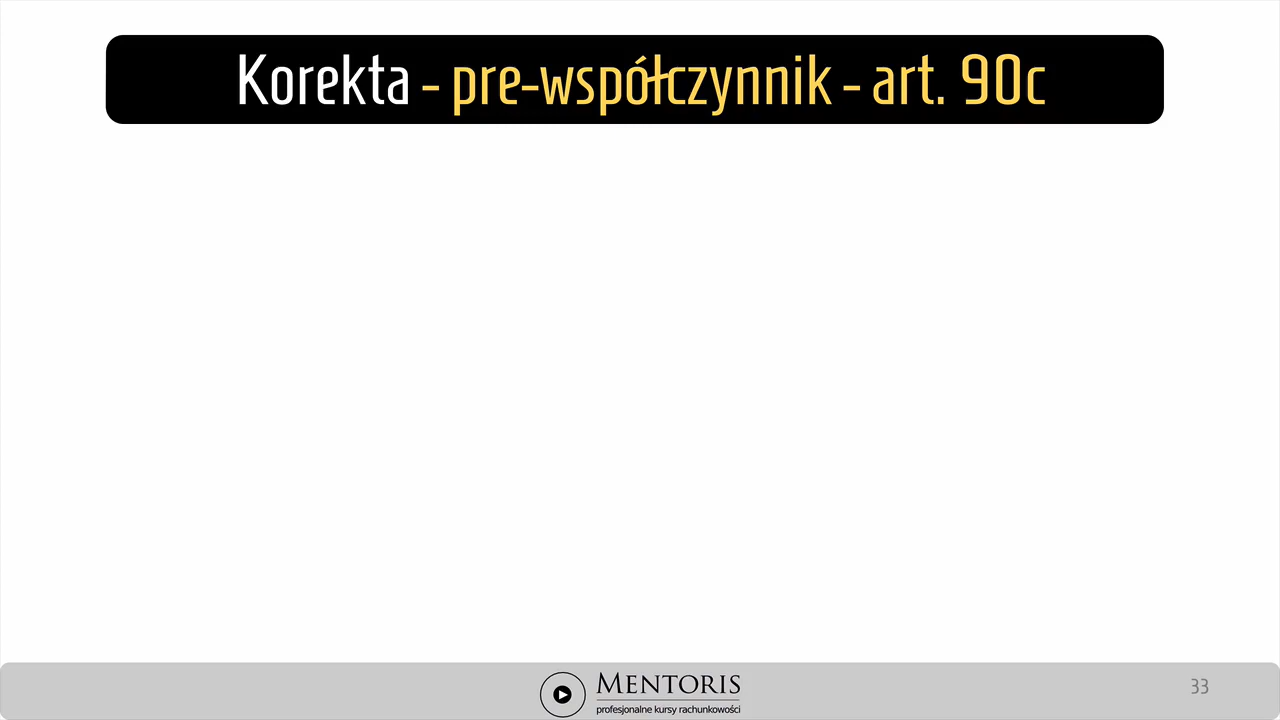 Korekta - pre-współczynnik - art. 90c
MENTORIS
profesjonalne kursy rachunkowości
33